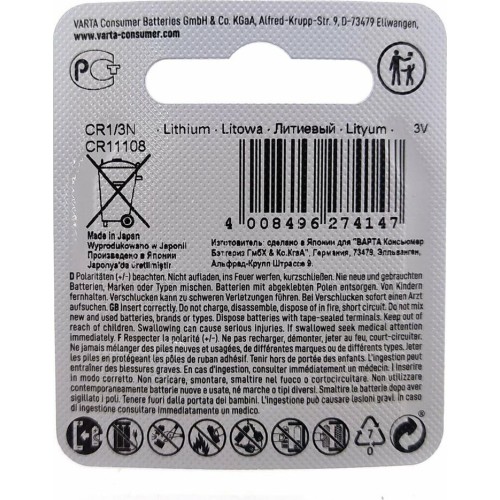 VARTA Consumer Batteries GmbH & Co. KGaA, Alfred-Krupp-Str. 9, D-73479 Ellwangen,
www.varta-consumer.com
CR1/3N · Lithium · Litowa · Литиевый · Lityum · 3V
CR11108
4 008496 274147
Made in Japan
Wyprodukowano w Japonii
Произведено в Японии
Japonya'da üretilmiştir
Изготовитель: сделено в Японии для "ВАРТА Консьюмер
Бэттериз ГмбХ & Ко.KгаА", Германия, 73479, Элльванген,
Альфрад-Крупп Штрассе 9.
D Polaritäten (+/-) beachten. Nicht aufladen, ins Feuer werfen, kurzschließen. Nie neue und gebrauchten
Batterien, Marken oder Typen mischen. Batterien mit abgeklebten Polen entsorgen. Von Kindern
fernhalten. Verschlucken kann zu schweren Verletzungen führen. Bei Verschlucken sofort einen Arzt
aufsuchen. GB Insert correctly. Do not charge, disassemble, dispose of in fire, short circuit. Do not mix
new and used batteries, brands or types. Dispose batteries with tape-sealed terminals. Keep out of
reach of children. Swallowing can cause serious injuries. If swallowed seek medical attention
immediately. F Respecter la polarité (+/-). Ne pas recharger, démonter, jeter au feu, court-circuiter.
Ne jamais mélanger des piles neuves et usagées, de différentes marques ou de différents types. Jeter
les piles en protégeant les pôles de ruban adhésif. Tenir hors de portée des enfants. L'ingestion peut
entraîner des blessures graves. En cas d'ingestion, consulter immédiatement un médecin. I Inserire
in modo corretto. Non caricare, smontare, smaltire nel fuoco o cortocircuitare. Non utilizzare
contemporaneamente batterie nuove e usate, né marche o tipi diversi. Smaltire le batterie dopo aver
sigillato i poli. Tenere fuori dalla portata dei bambini. L'ingestione può causare lesioni gravi. in caso
di ingestione consultare immediatamente un medico.
7
0